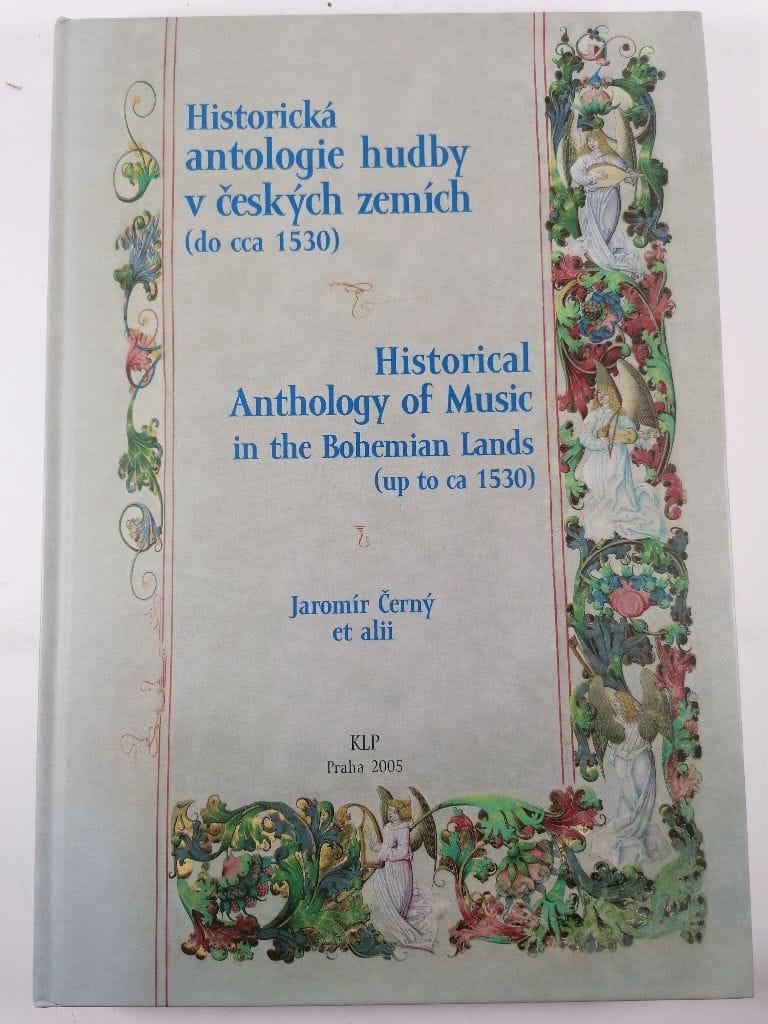 Historická
antologie hudby
v českých zemích
(do cca 1530)
Historical
Anthology of Music
in the Bohemian Lands
(up to ca 1530)
Jaromír Černý
et alii
KLP
Praha 2005